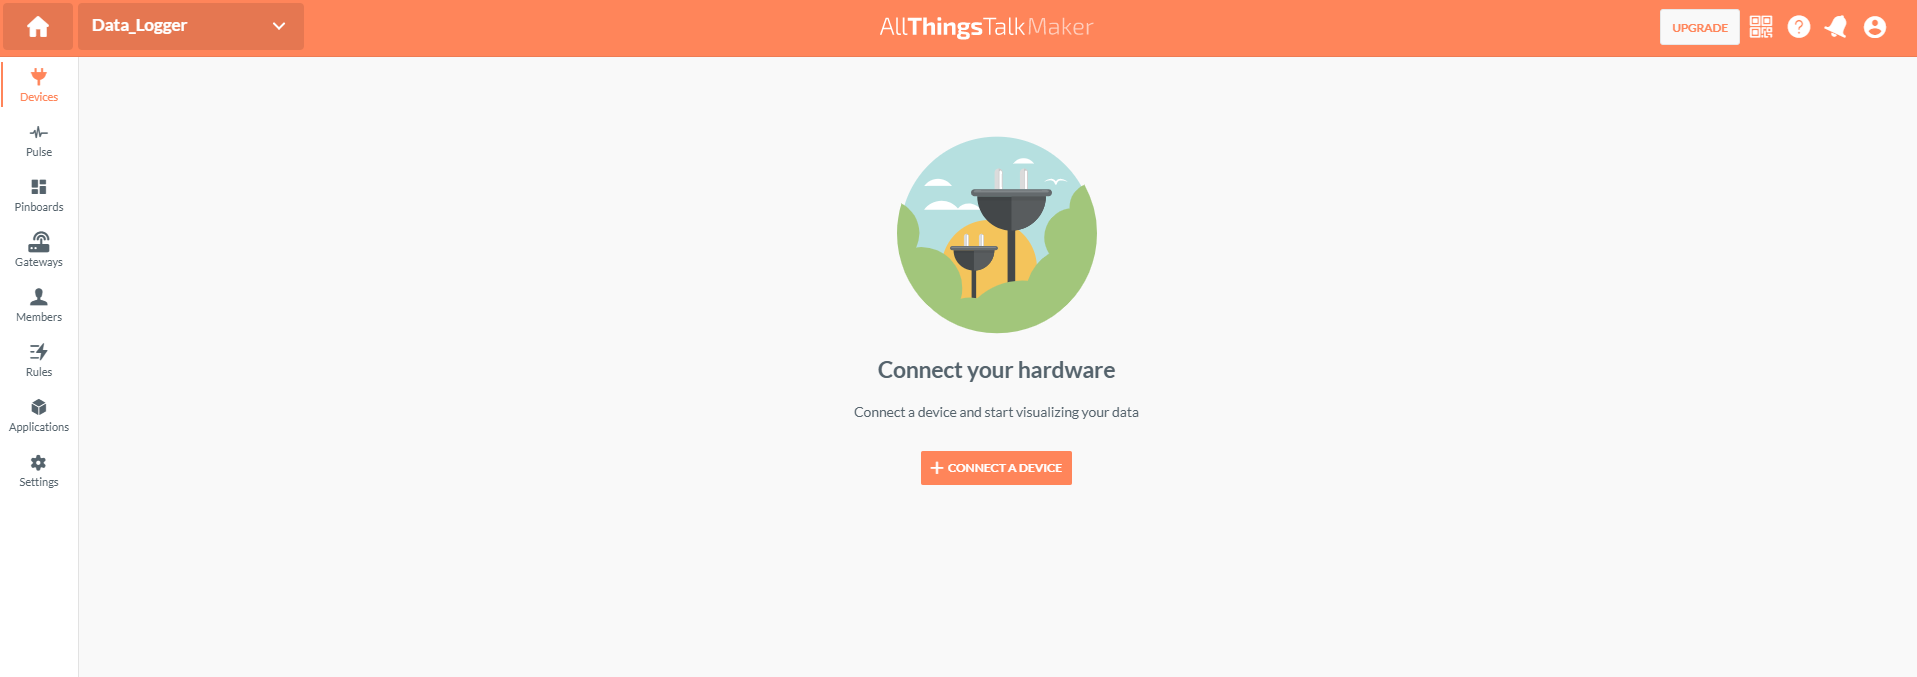 Data_Logger
AllThingsTalkMaker
UPGRADE
?
Devices
Pulse
Pinboards
Gateways
Members
Rules
Applications
Settings
Connect your hardware
Connect a device and start visualizing your data
+ CONNECT A DEVICE